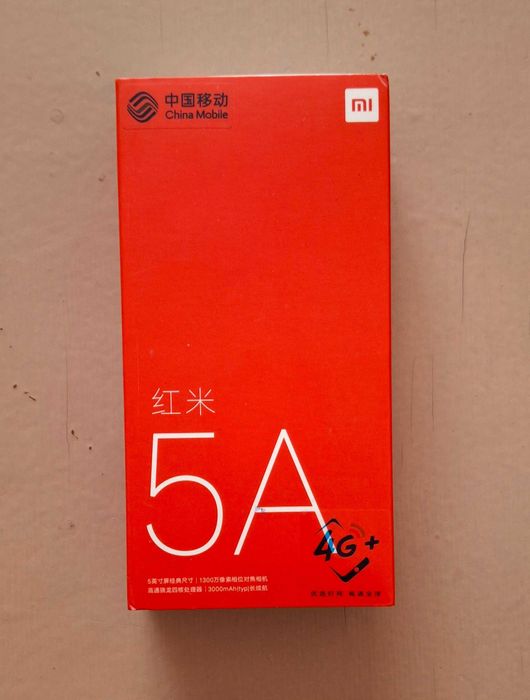 中国移动
China Mobile
mi
红米
5A
4G+
5英寸屏经典尺寸 | 1300万像素相位对焦相机
高通骁龙四核处理器 | 3000mAh(typ)长续航